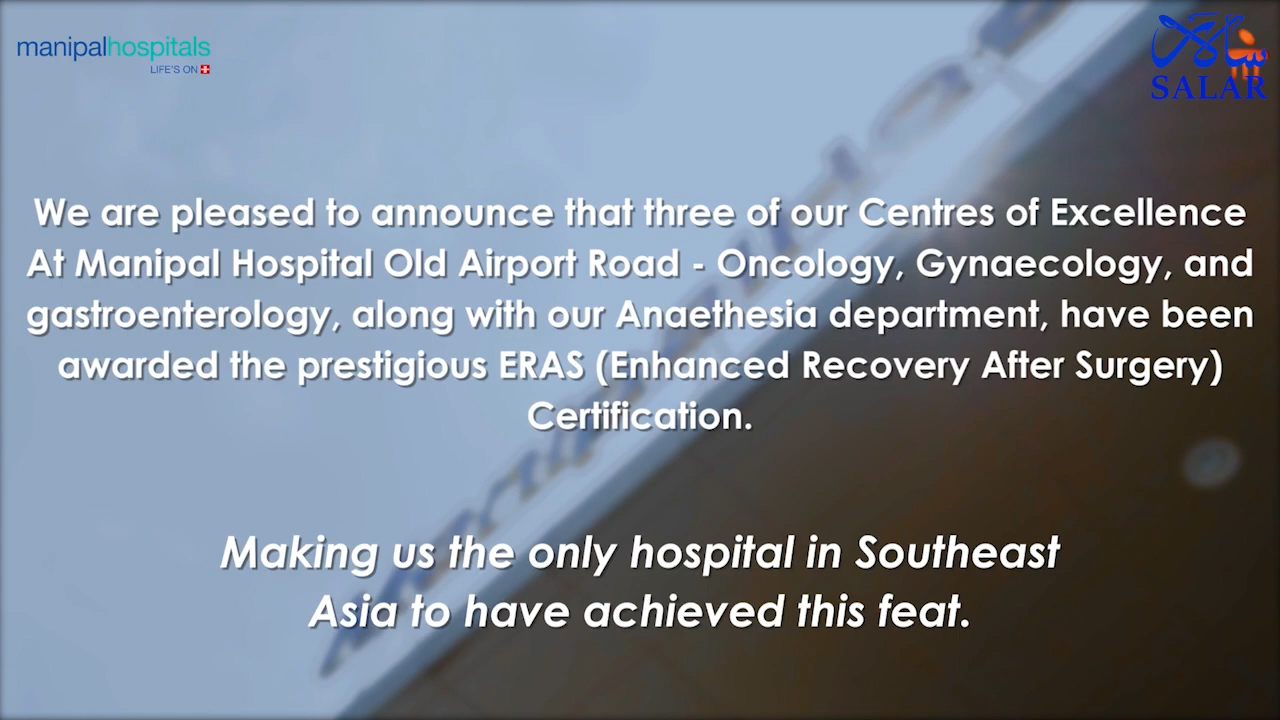 manipalhospitals
LIFE'S ON
سالار
SALAR
We are pleased to announce that three of our Centres of Excellence
At Manipal Hospital Old Airport Road - Oncology, Gynaecology, and
gastroenterology, along with our Anaethesia department, have been
awarded the prestigious ERAS (Enhanced Recovery After Surgery)
Certification.
Making us the only hospital in Southeast
Asia to have achieved this feat.